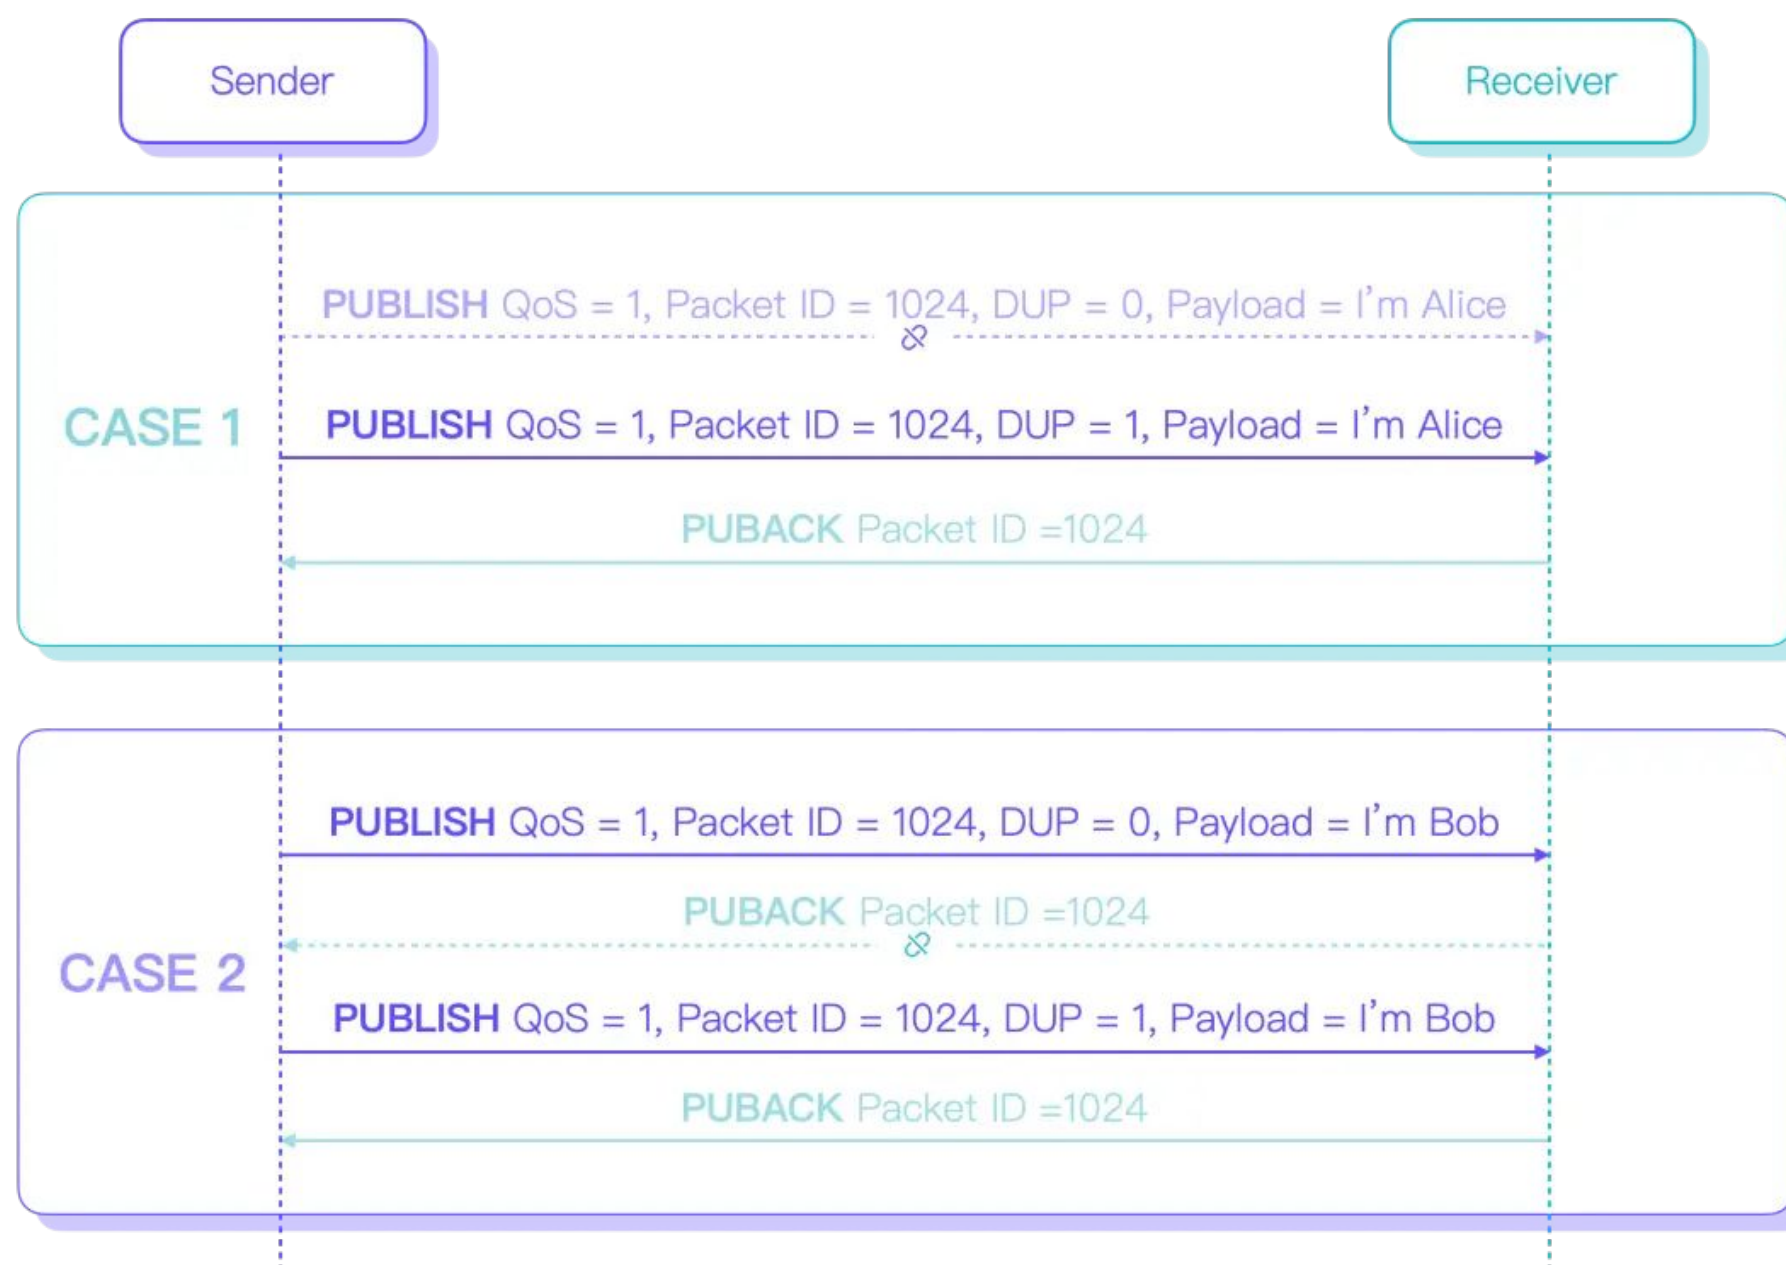 Sender
Receiver
PUBLISH QoS = 1, Packet ID = 1024, DUP = 0, Payload = I’m Alice
CASE 1
PUBLISH QoS = 1, Packet ID = 1024, DUP = 1, Payload = I’m Alice
PUBACK Packet ID =1024
PUBLISH QoS = 1, Packet ID = 1024, DUP = 0, Payload = I’m Bob
PUBACK Packet ID =1024
CASE 2
PUBLISH QoS = 1, Packet ID = 1024, DUP = 1, Payload = I’m Bob
PUBACK Packet ID =1024